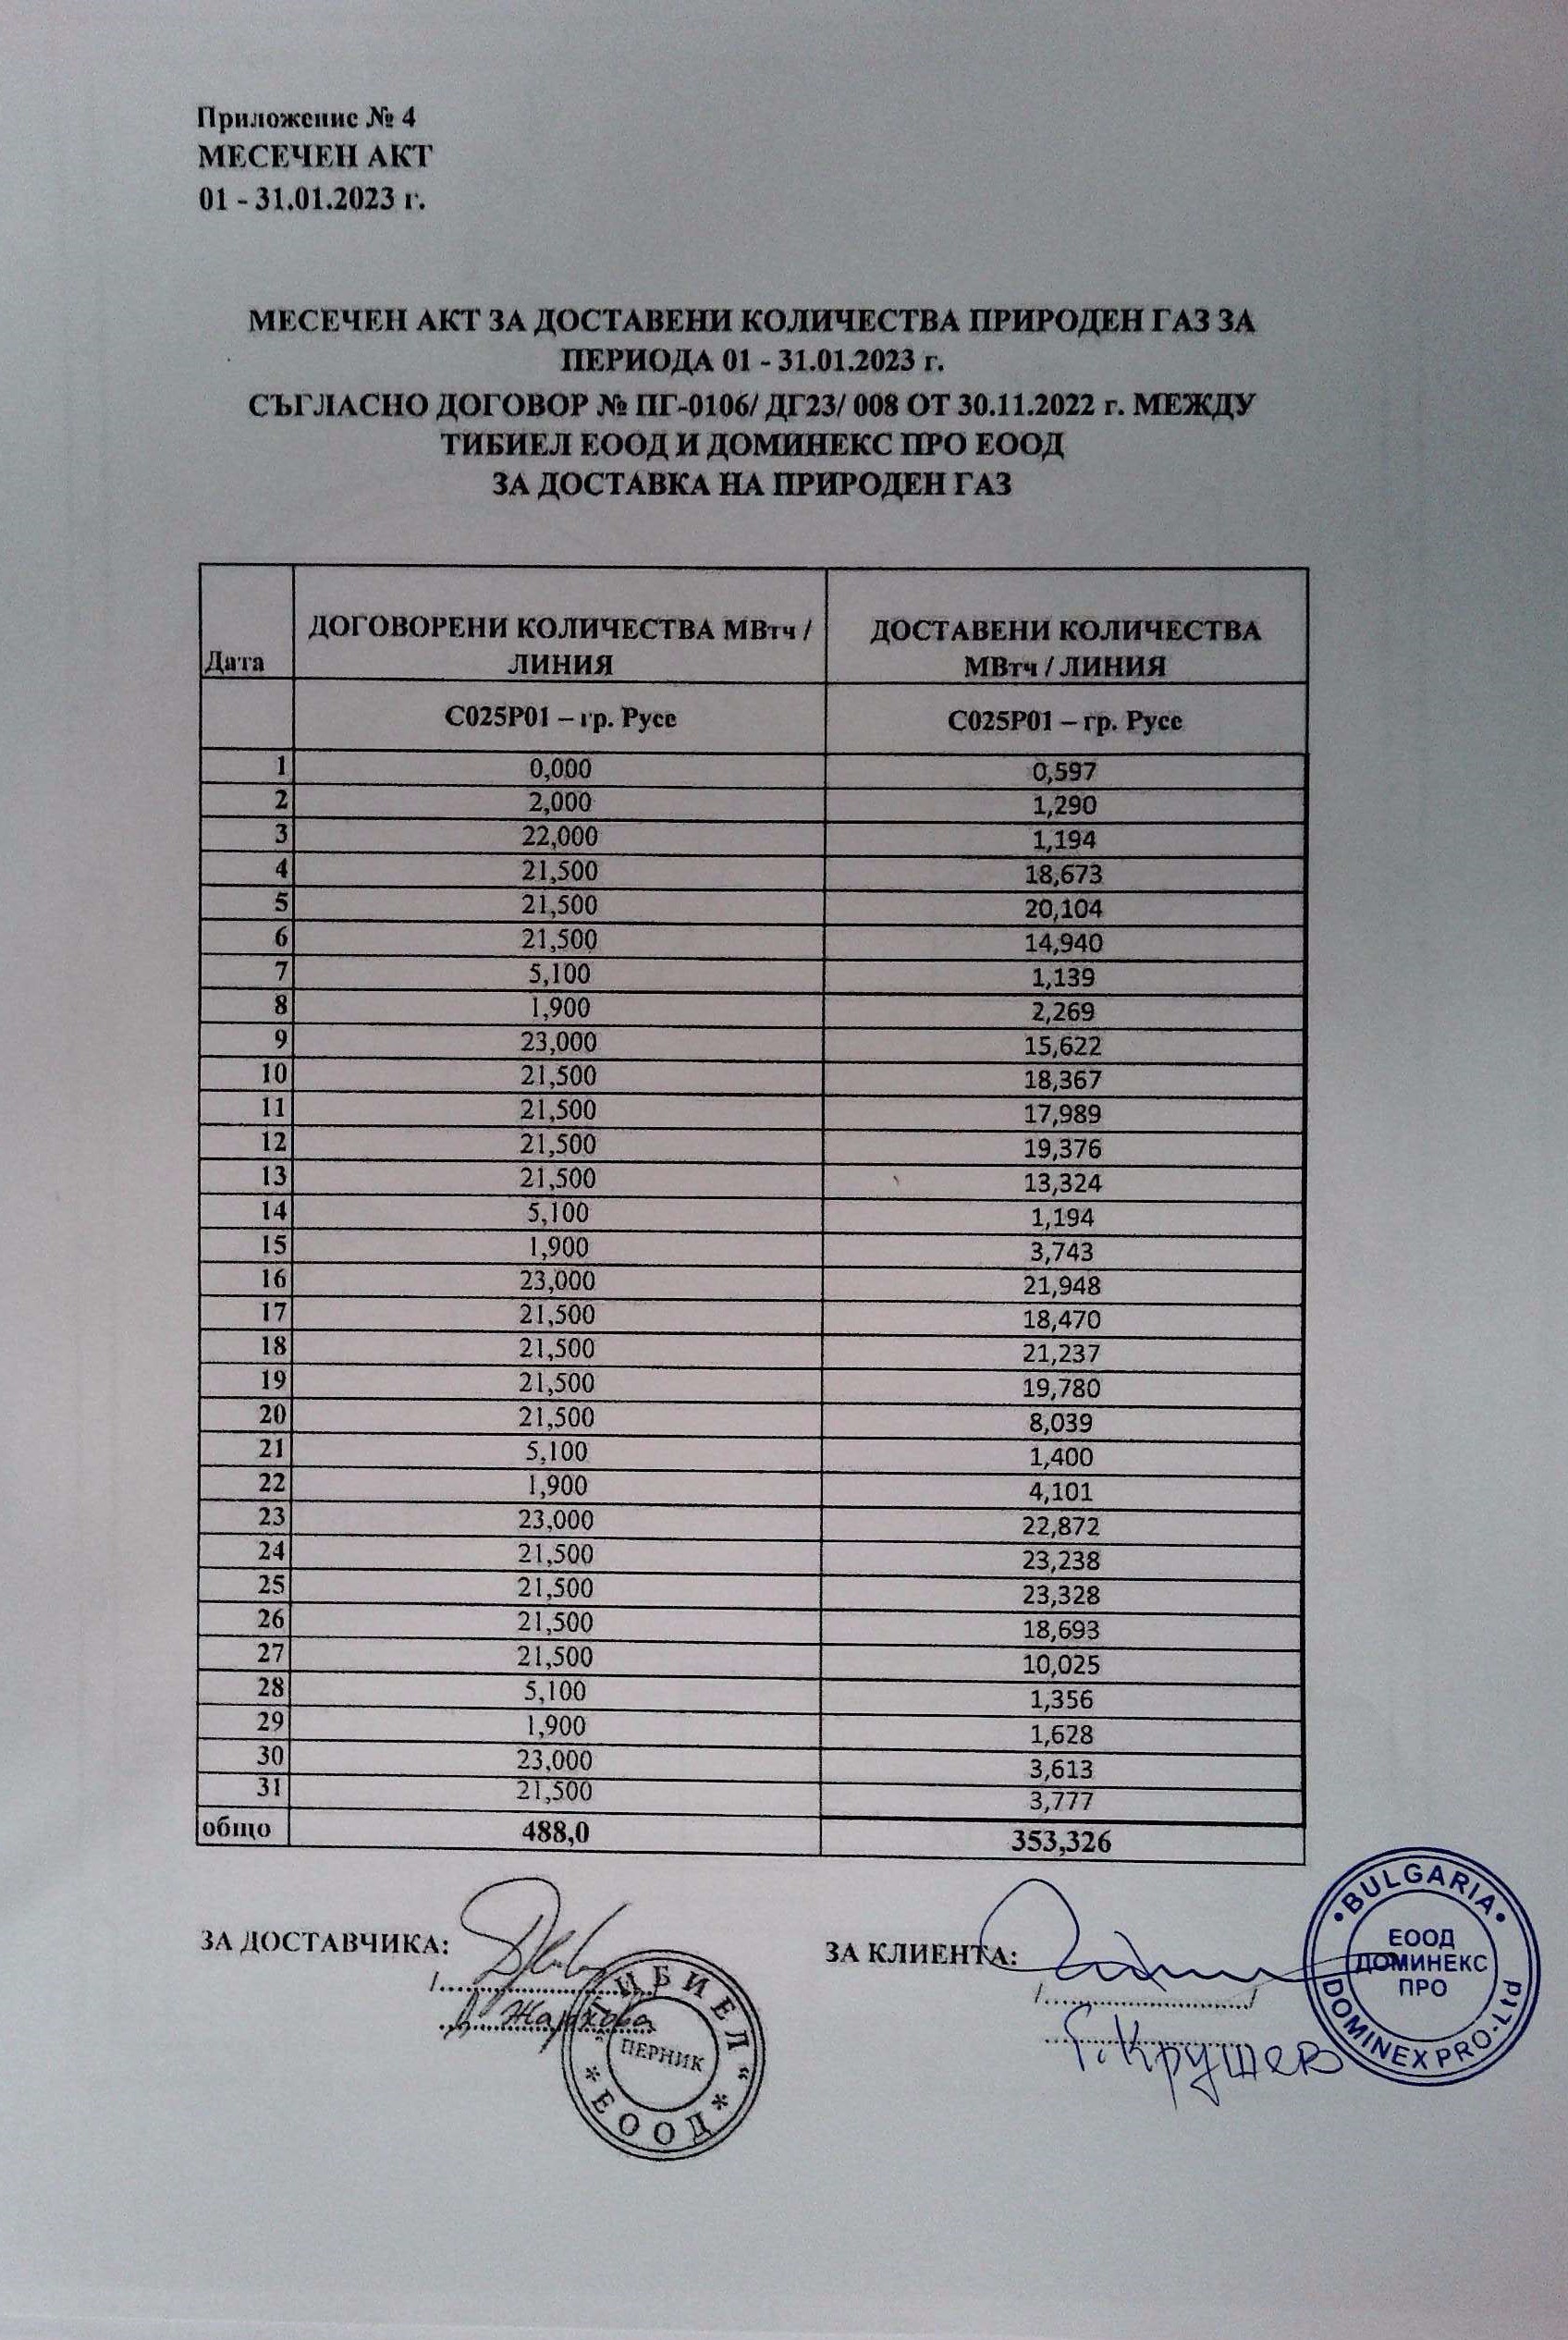 Приложение № 4
МЕСЕЧЕН АКТ
01 - 31.01.2023 г.
МЕСЕЧЕН АКТ ЗА ДОСТАВЕНИ КОЛИЧЕСТВА ПРИРОДЕН ГАЗ ЗА
ПЕРИОДА 01 - 31.01.2023 г.
СЪГЛАСНО ДОГОВОР № ПГ-0106/ ДГ23/ 008 ОТ 30.11.2022 г. МЕЖДУ
ТИБИЕЛ ЕООД И ДОМИНЕКС ПРО ЕООД
ЗА ДОСТАВКА НА ПРИРОДЕН ГАЗ
Дата ДОГОВОРЕНИ КОЛИЧЕСТВА МВтч / ЛИНИЯ ДОСТАВЕНИ КОЛИЧЕСТВА МВтч / ЛИНИЯ
С025Р01 – гр. Русе С025Р01 – гр. Русе
1 0,000 0,597
2 2,000 1,290
3 22,000 1,194
4 21,500 18,673
5 21,500 20,104
6 21,500 14,940
7 5,100 1,139
8 1,900 2,269
9 23,000 15,622
10 21,500 18,367
11 21,500 17,989
12 21,500 19,376
13 21,500 13,324
14 5,100 1,194
15 1,900 3,743
16 23,000 21,948
17 21,500 18,470
18 21,500 21,237
19 21,500 19,780
20 21,500 8,039
21 5,100 1,400
22 1,900 4,101
23 23,000 22,872
24 21,500 23,238
25 21,500 23,328
26 21,500 18,693
27 21,500 10,025
28 5,100 1,356
29 1,900 1,628
30 23,000 3,613
31 21,500 3,777
общо 488,0 353,326
ЗА ДОСТАВЧИКА: ЗА КЛИЕНТА:
ТИБИЕЛ“ * ЕООД *
ПЕРНИК
Г. Крушев
•BULGARIA•
ЕООД
ДОМИНЕКС
ПРО
DOMINEX PRO-Ltd